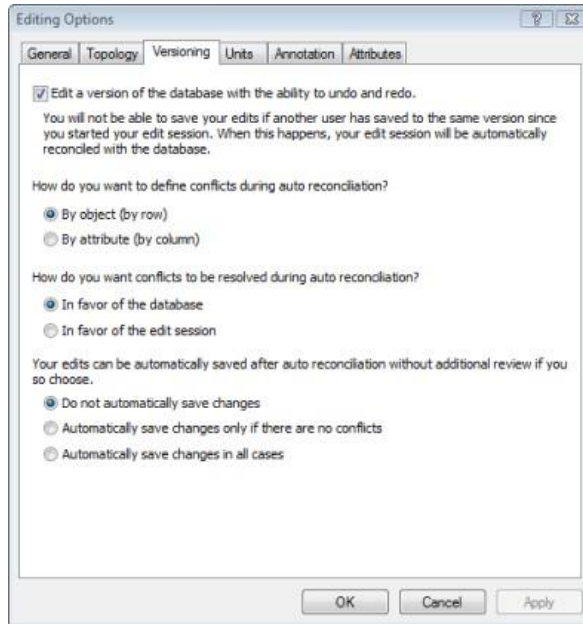 Editing Options
General Topology Versioning Units Annotation Attributes
Edit a version of the database with the ability to undo and redo.
You will not be able to save your edits if another user has saved to the same version since
you started your edit session. When this happens, your edit session will be automatically
reconciled with the database.
How do you want to define conflicts during auto reconciliation?
By object (by row)
By attribute (by column)
How do you want conflicts to be resolved during auto reconciliation?
In favor of the database
In favor of the edit session
Your edits can be automatically saved after auto reconciliation without additional review if you
so choose.
Do not automatically save changes
Automatically save changes only if there are no conflicts
Automatically save changes in all cases
OK Cancel Apply